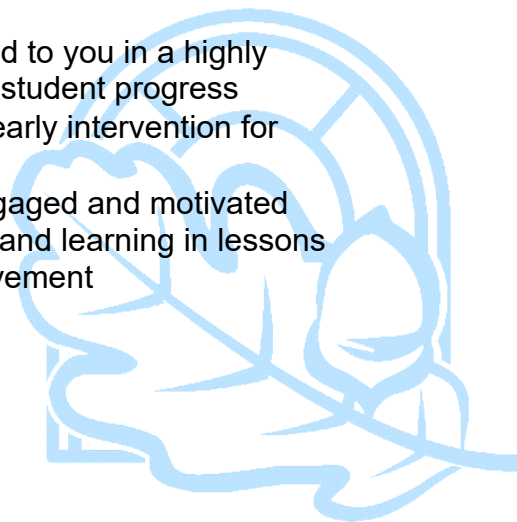 d to you in a highly
student progress
early intervention for
gaged and motivated
and learning in lessons
vement